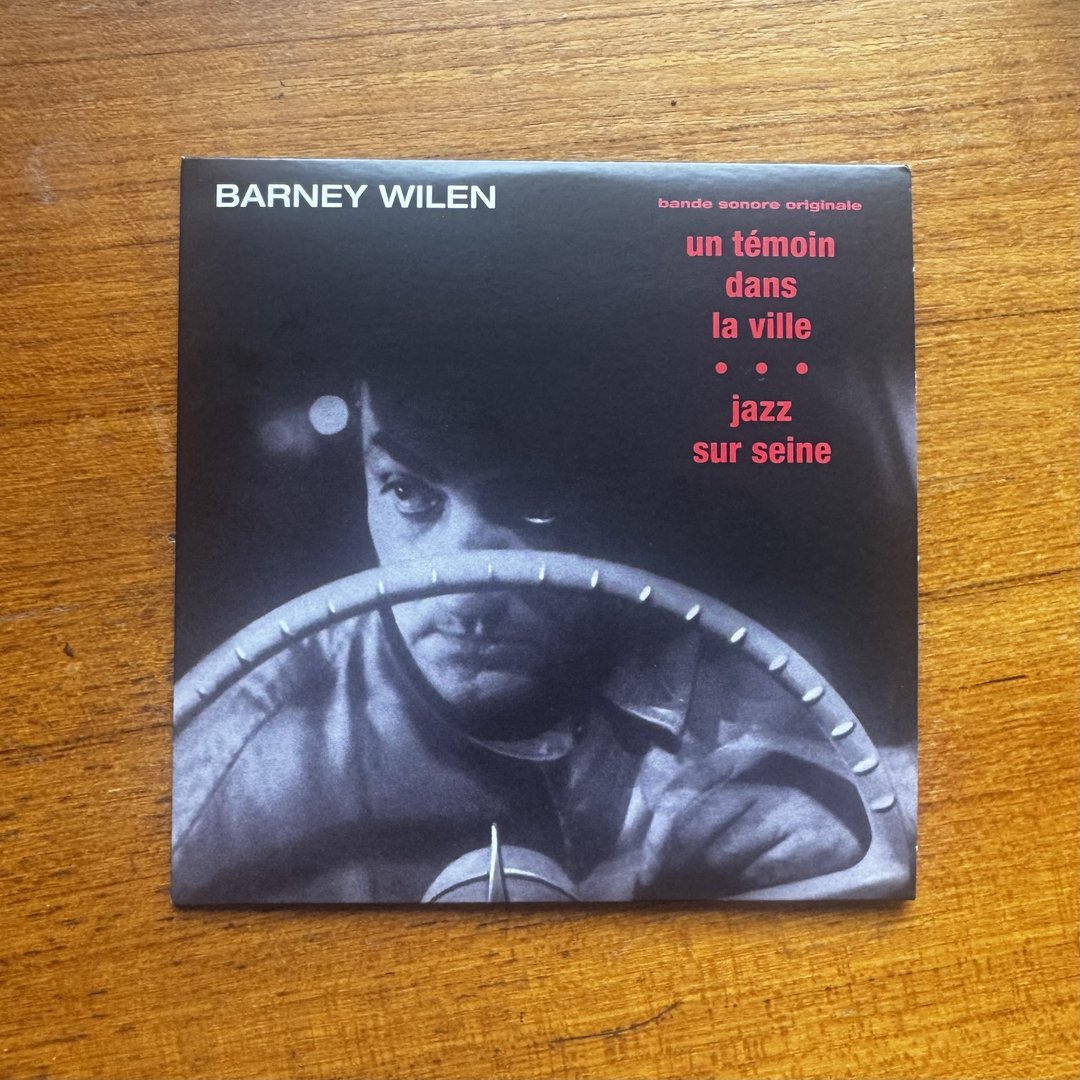 BARNEY WILEN
bande sonore originale
un témoin
dans
la ville
• • •
jazz
sur seine